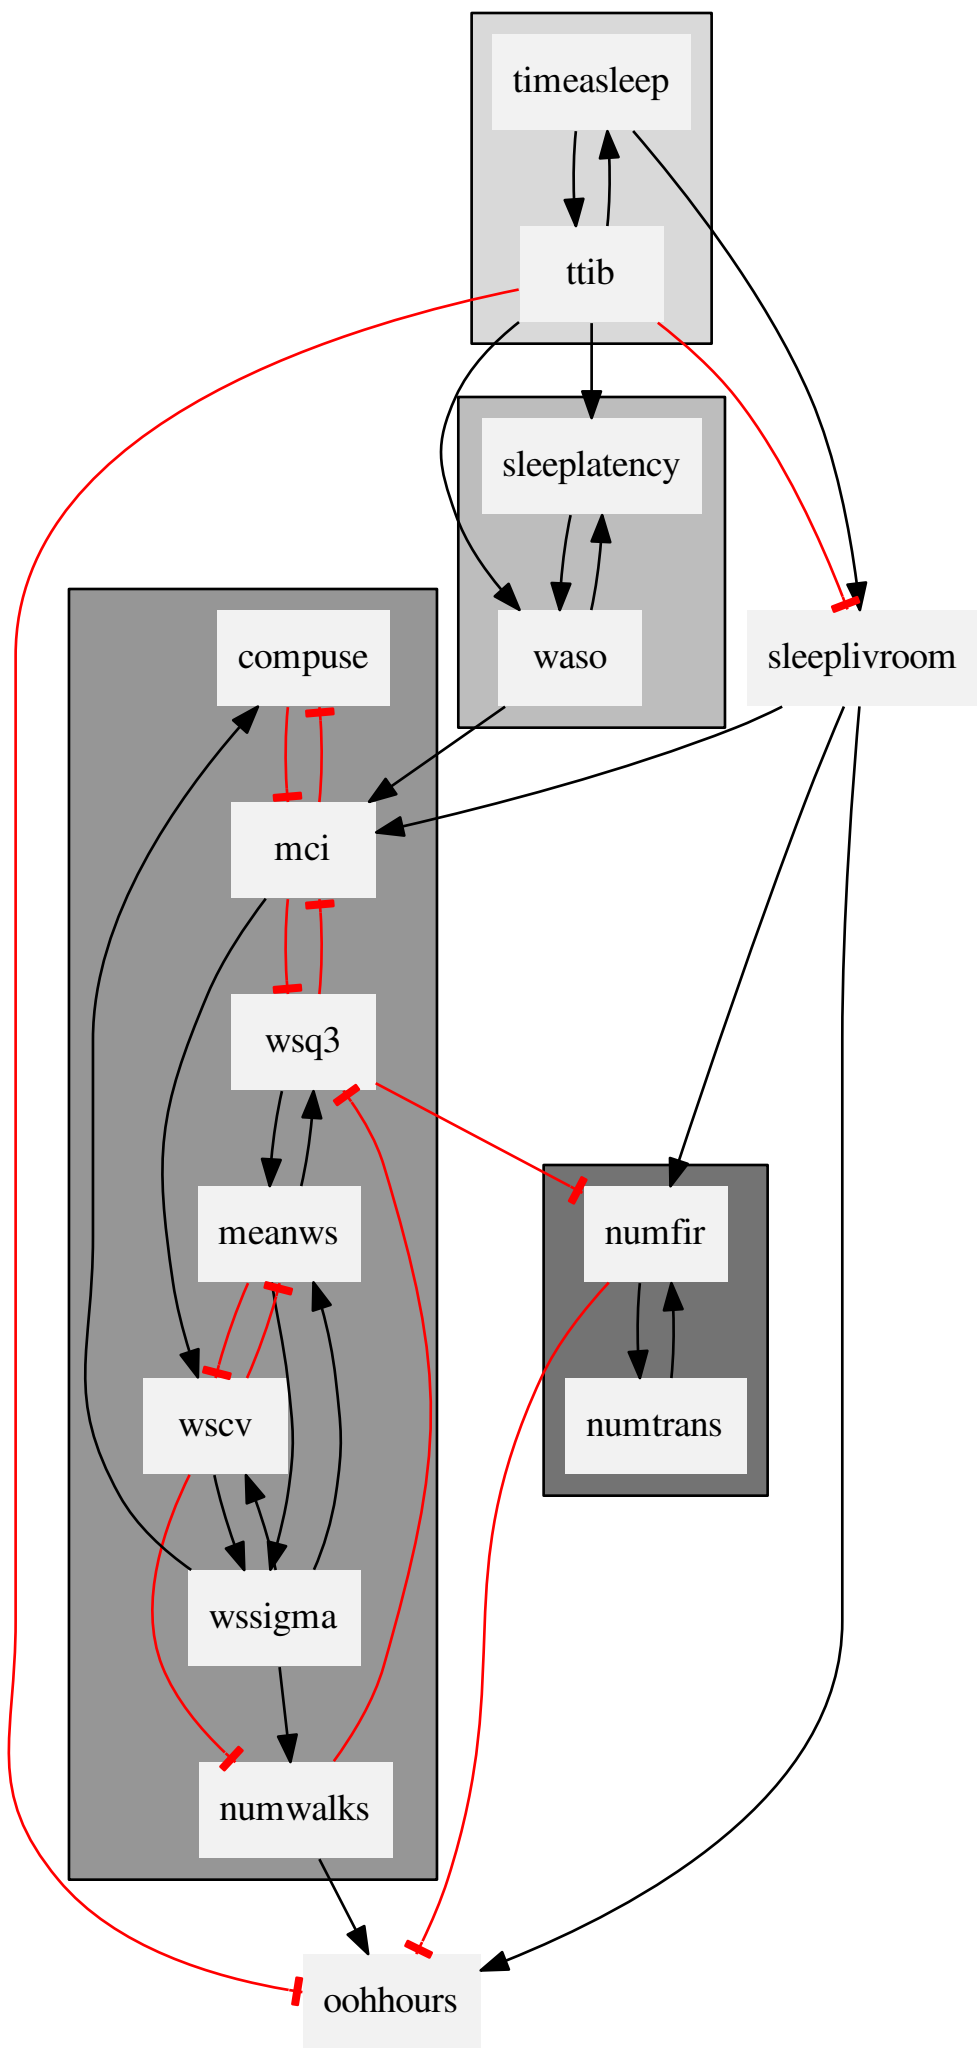 timeasleep
ttib
sleeplatency
compuse
waso
sleeplivroom
mci
wsq3
meanws
numfir
wscv
numtrans
wssigma
numwalks
oohhours